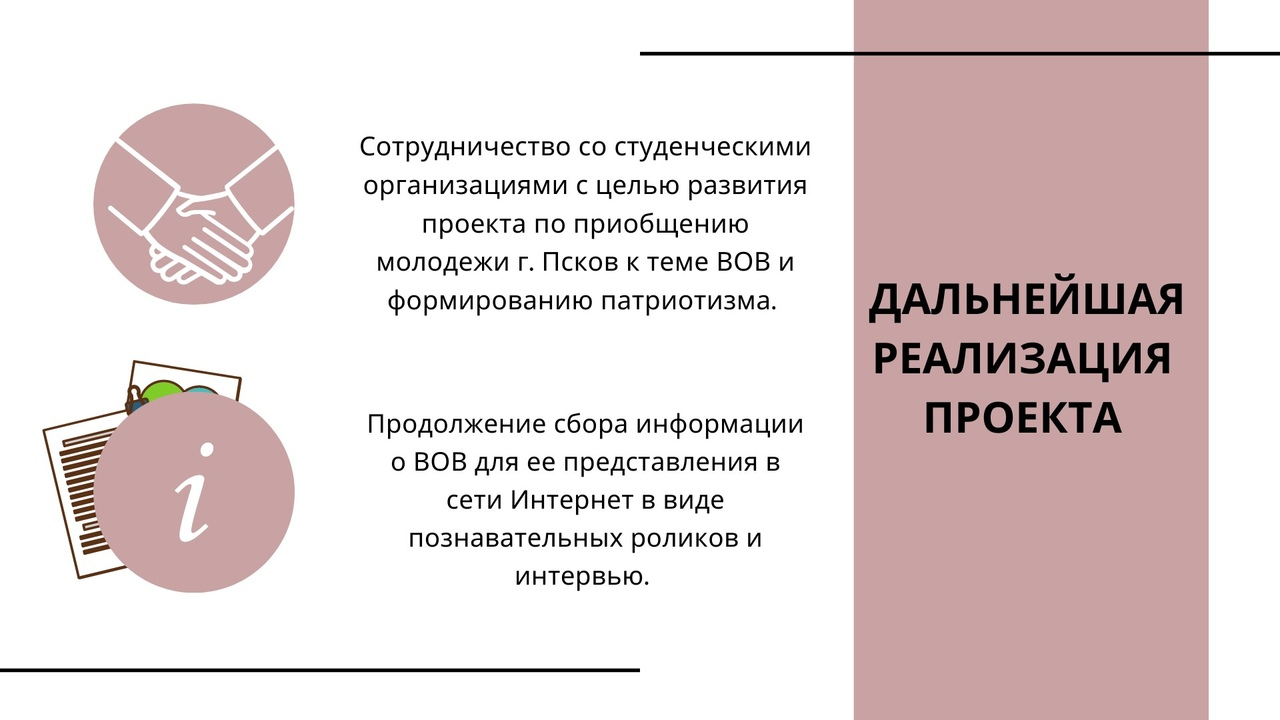 Сотрудничество со студенческими
организациями с целью развития
проекта по приобщению
молодежи г. Псков к теме ВОВ и
формированию патриотизма.
i
Продолжение сбора информации
о ВОВ для ее представления в
сети Интернет в виде
познавательных роликов и
интервью.
ДАЛЬНЕЙШАЯ
РЕАЛИЗАЦИЯ
ПРОЕКТА